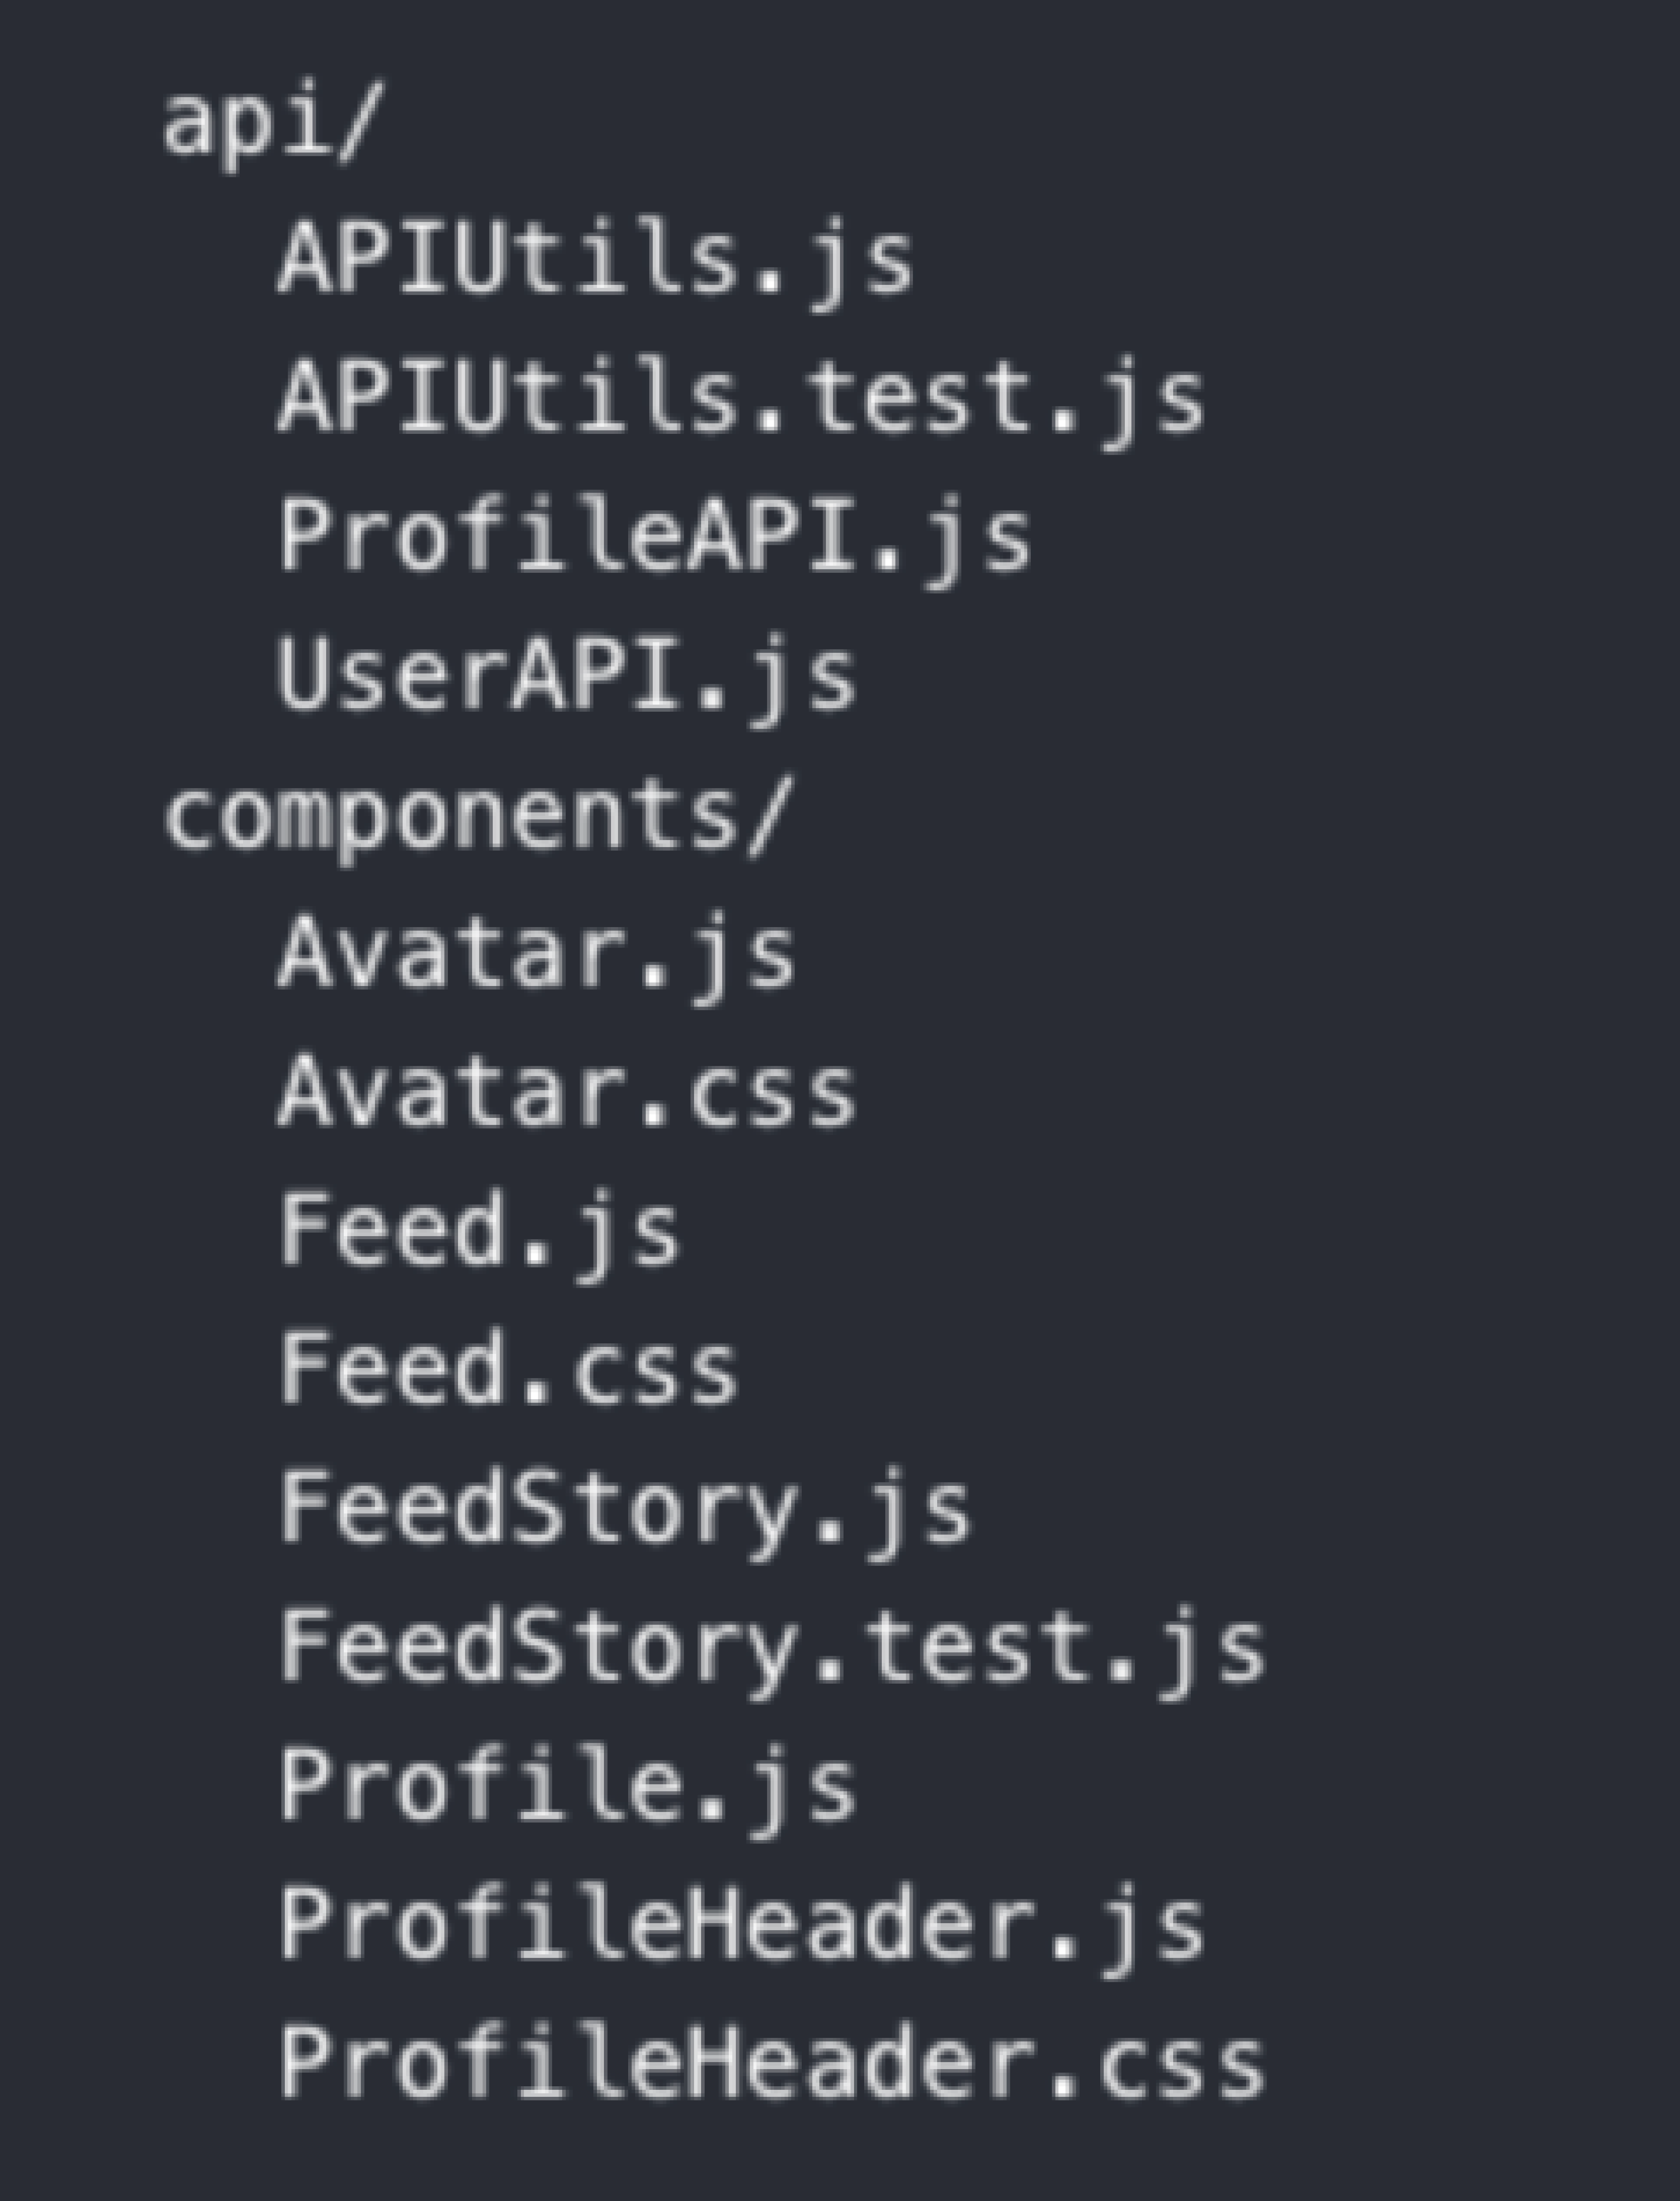 api/
  APIUtils.js
  APIUtils.test.js
  ProfileAPI.js
  UserAPI.js
components/
  Avatar.js
  Avatar.css
  Feed.js
  Feed.css
  FeedStory.js
  FeedStory.test.js
  Profile.js
  ProfileHeader.js
  ProfileHeader.css